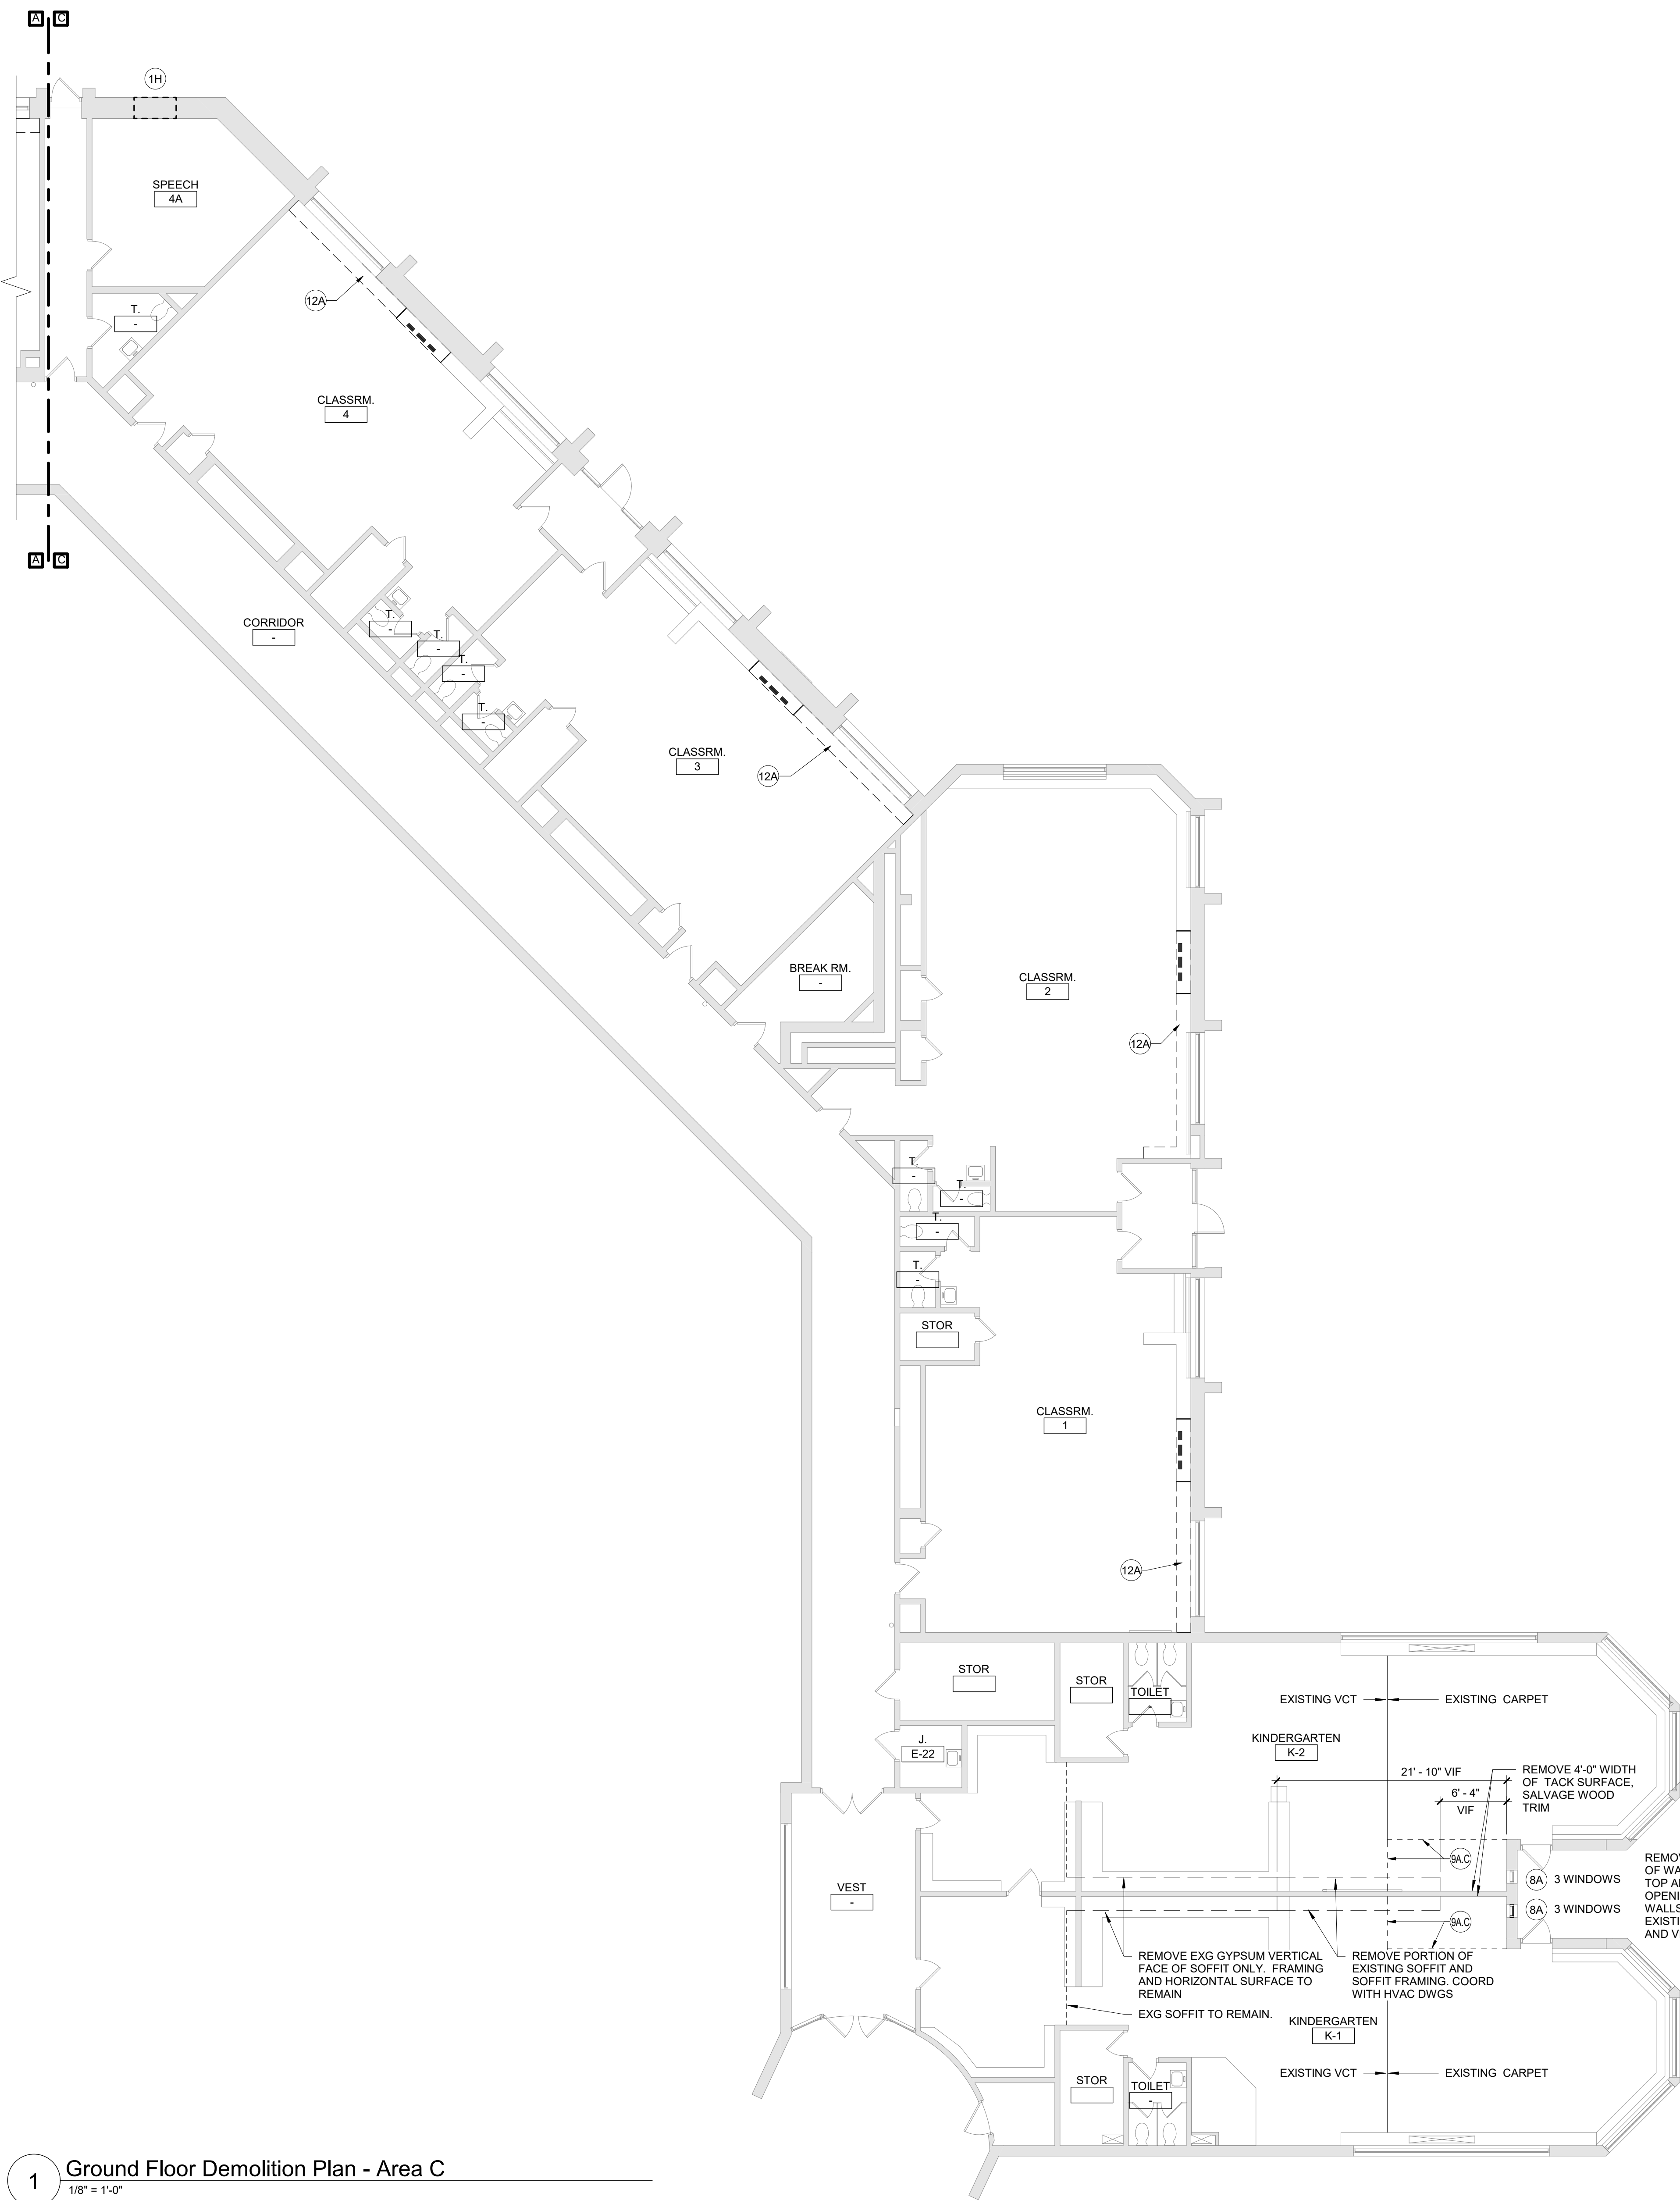 A C
1H
SPEECH
4A
12A
T.
-
CLASSRM.
4
A C
CORRIDOR
-
T.
-
T.
-
T.
-
T.
-
CLASSRM.
3
12A
BREAK RM.
-
CLASSRM.
2
12A
T.
-
T.
-
T.
-
T.
-
STOR
CLASSRM.
1
12A
STOR
STOR
TOILET
-
EXISTING VCT
EXISTING CARPET
J.
E-22
KINDERGARTEN
K-2
21' - 10" VIF
6' - 4"
VIF
REMOVE 4'-0" WIDTH
OF TACK SURFACE,
SALVAGE WOOD
TRIM
9A.C
8A 3 WINDOWS
8A 3 WINDOWS
OF
TOP
WALLS
AND
VEST
-
9A.C
REMOVE EXG GYPSUM VERTICAL
FACE OF SOFFIT ONLY. FRAMING
AND HORIZONTAL SURFACE TO
REMAIN
REMOVE PORTION OF
EXISTING SOFFIT AND
SOFFIT FRAMING. COORD
WITH HVAC DWGS
EXG SOFFIT TO REMAIN.
KINDERGARTEN
K-1
STOR
TOILET
-
EXISTING VCT
EXISTING CARPET
1
Ground Floor Demolition Plan - Area C
1/8" = 1'-0"